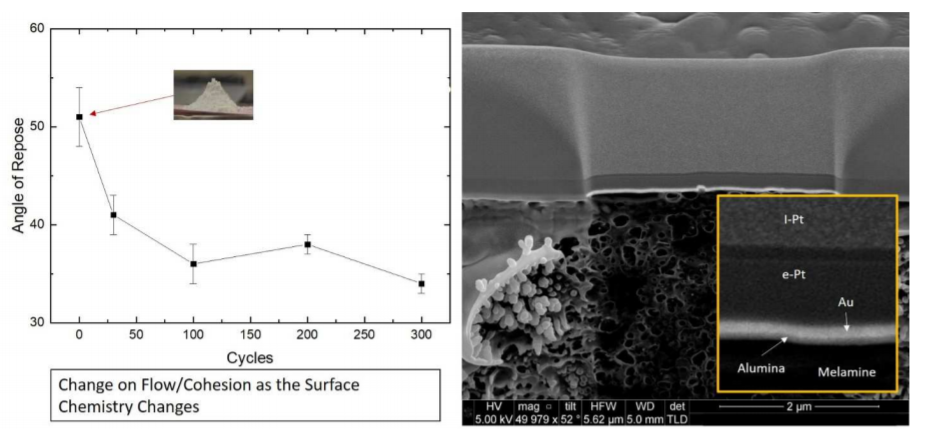 60
50
40
30
Angle of Repose
0 50 100 150 200 250 300
Cycles
Change on Flow/Cohesion as the Surface
Chemistry Changes
I-Pt
e-Pt
Au
Alumina
Melamine
HV mag □ tilt HFW WD det
5.00 kV 49 979 x 52 ° 5.62 µm 5.0 mm TLD
2 µm